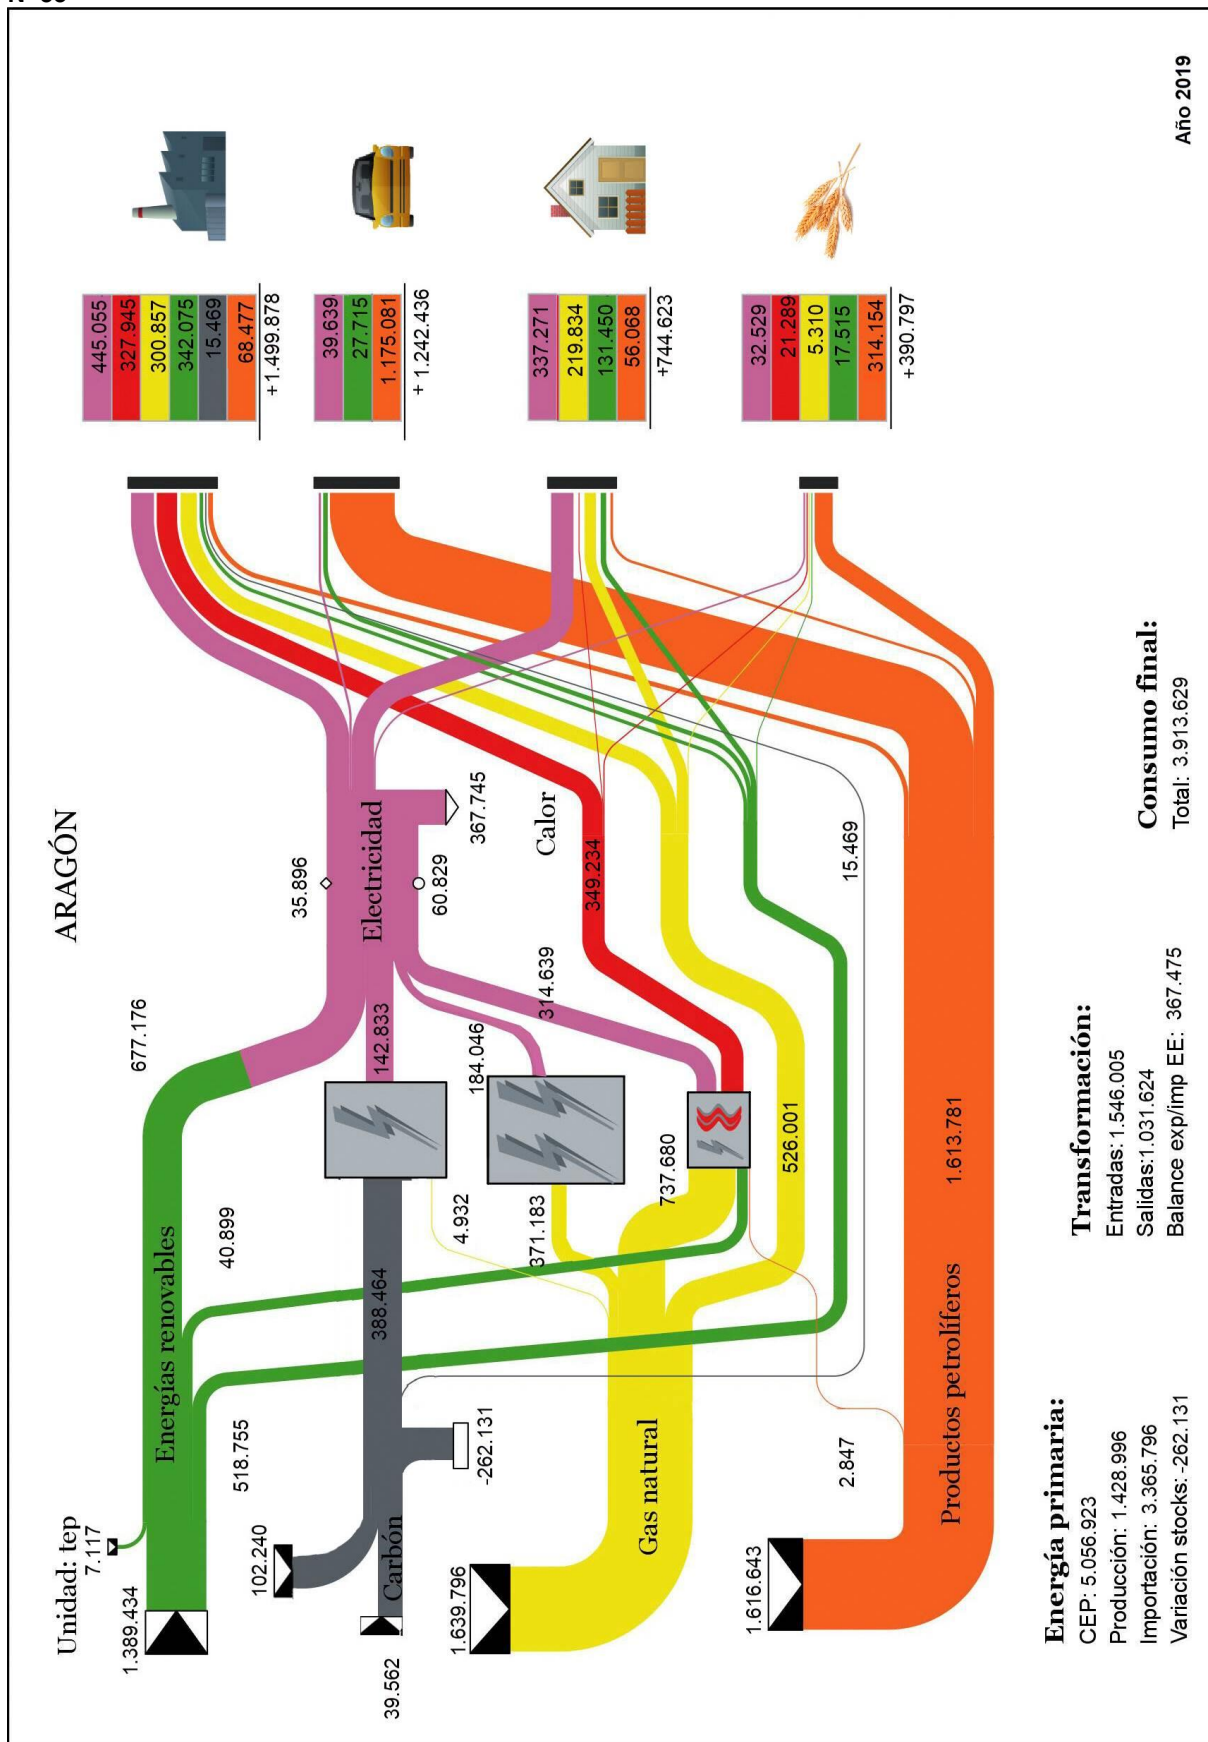 ARAGÓN
Unidad: tep
7.117
1.389.434
Energías renovables
677.176
40.899
518.755
102.240
39.562
Carbón
388.464
-262.131
142.833
4.932
35.896
Electricidad
60.829
367.745
184.046
314.639
371.183
737.680
Calor
349.234
1.639.796
Gas natural
526.001
15.469
2.847
1.616.643
Productos petrolíferos
1.613.781
445.055
327.945
300.857
342.075
15.469
68.477
+1.499.878
39.639
27.715
1.175.081
+ 1.242.436
337.271
219.834
131.450
56.068
+744.623
32.529
21.289
5.310
17.515
314.154
+390.797
Energía primaria:
CEP: 5.056.923
Producción: 1.428.996
Importación: 3.365.796
Variación stocks: -262.131
Transformación:
Entradas: 1.546.005
Salidas:1.031.624
Balance exp/imp EE: 367.475
Consumo final:
Total: 3.913.629
Año 2019